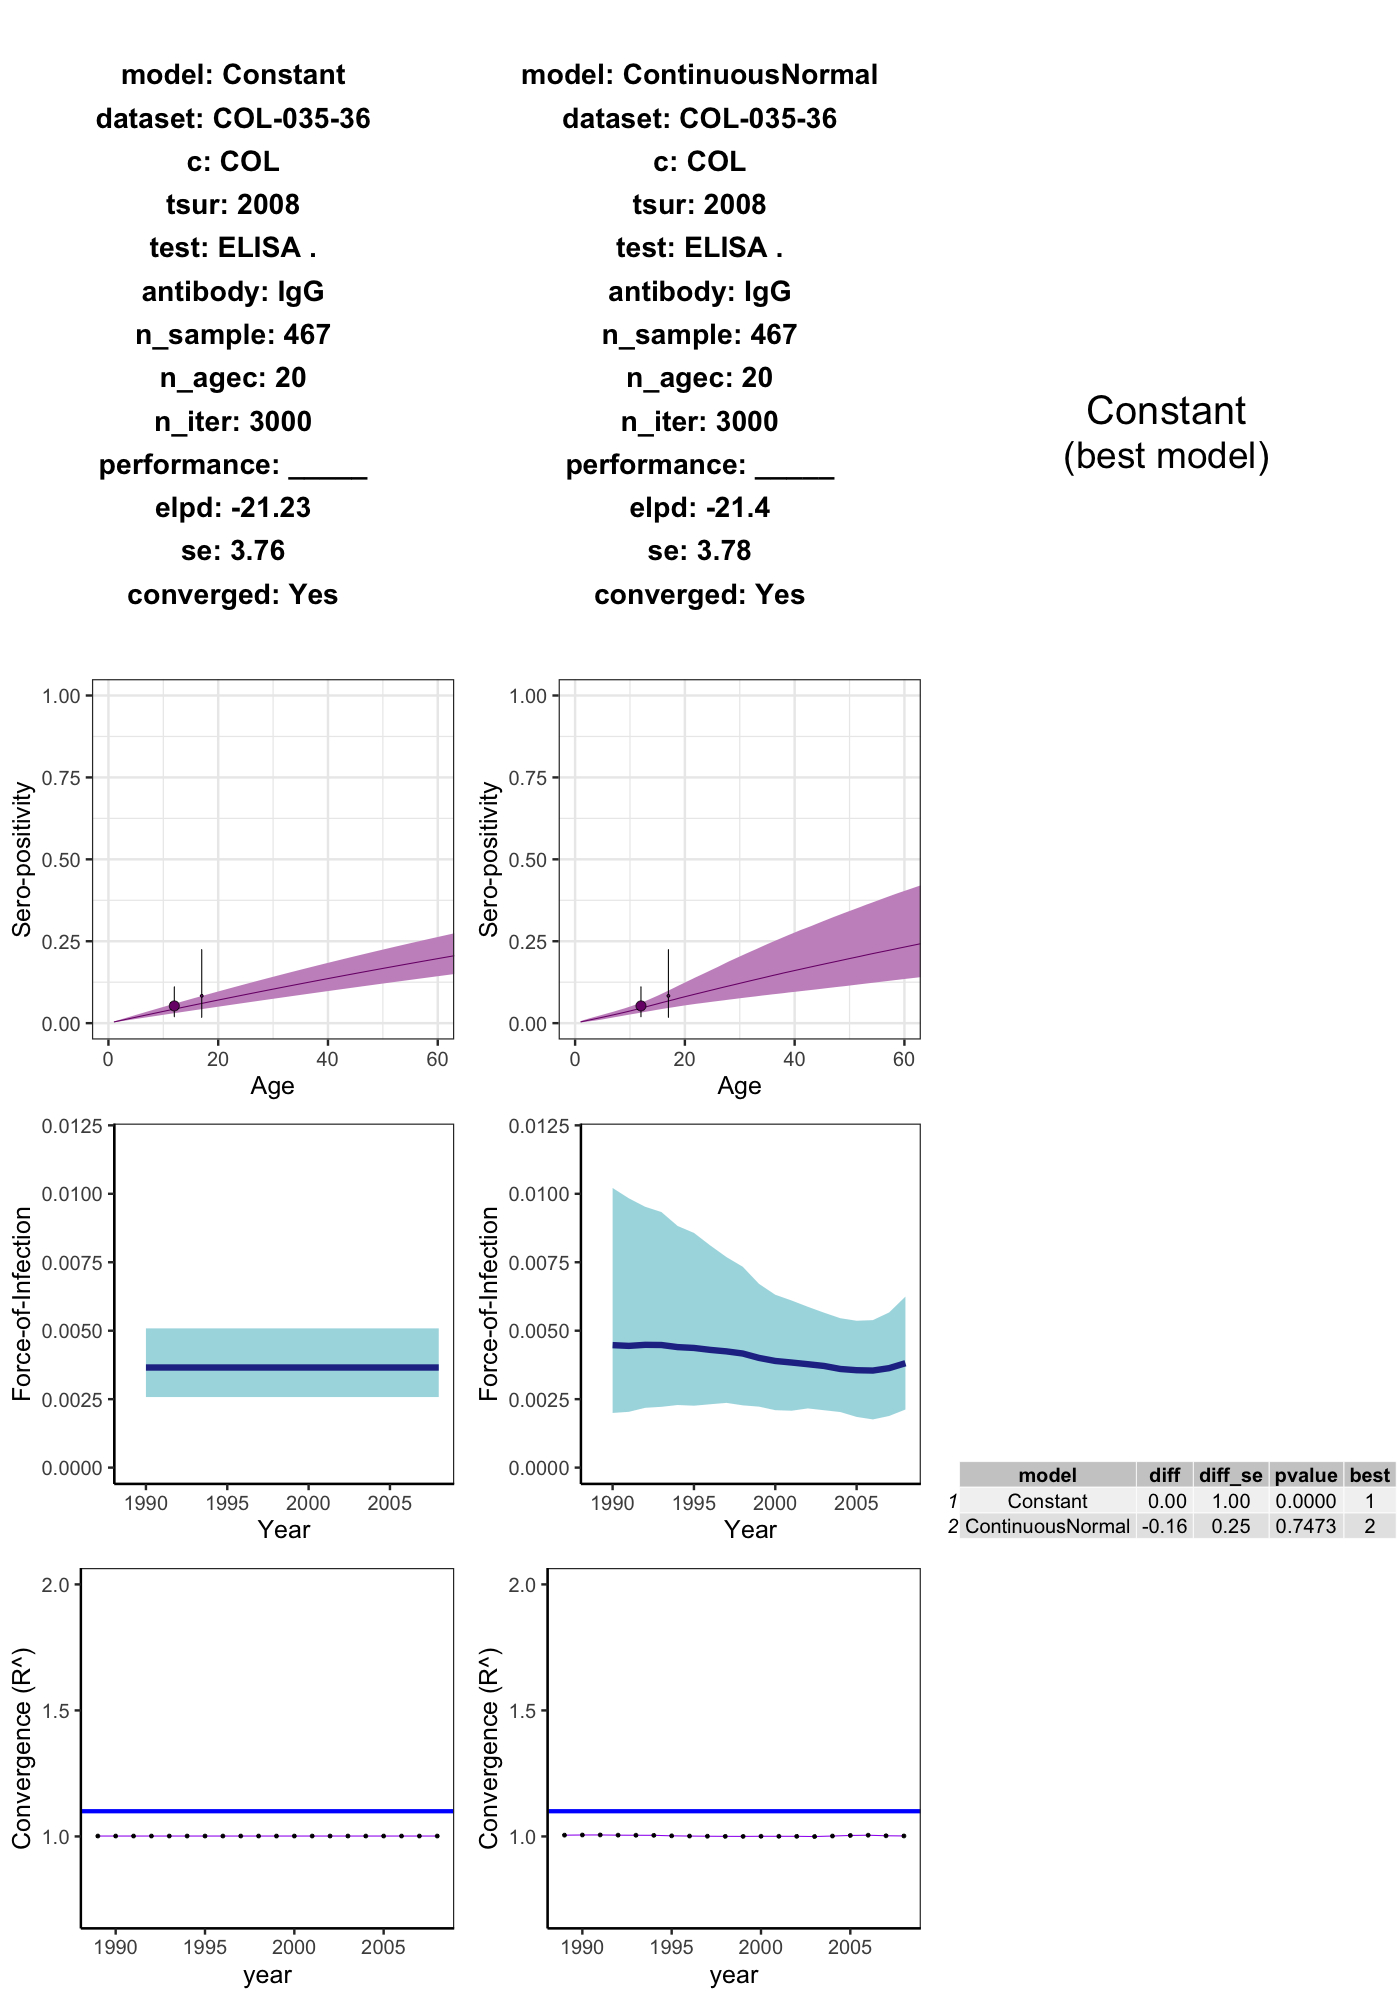 model: Constant
dataset: COL-035-36
c: COL
tsur: 2008
test: ELISA .
antibody: IgG
n_sample: 467
n_agec: 20
n_iter: 3000
performance: _____
elpd: -21.23
se: 3.76
converged: Yes
model: ContinuousNormal
dataset: COL-035-36
c: COL
tsur: 2008
test: ELISA .
antibody: IgG
n_sample: 467
n_agec: 20
n_iter: 3000
performance: _____
elpd: -21.4
se: 3.78
converged: Yes
Constant
(best model)
Sero-positivity
1.00
0.75
0.50
0.25
0.00
0 20 40 60
Age
Sero-positivity
1.00
0.75
0.50
0.25
0.00
0 20 40 60
Age
Force-of-Infection
0.0125
0.0100
0.0075
0.0050
0.0025
0.0000
1990 1995 2000 2005
Year
Force-of-Infection
0.0125
0.0100
0.0075
0.0050
0.0025
0.0000
1990 1995 2000 2005
Year
model diff diff_se pvalue best
1 Constant 0.00 1.00 0.0000 1
2 ContinuousNormal -0.16 0.25 0.7473 2
Convergence (R^)
2.0
1.5
1.0
1990 1995 2000 2005
year
Convergence (R^)
2.0
1.5
1.0
1990 1995 2000 2005
year